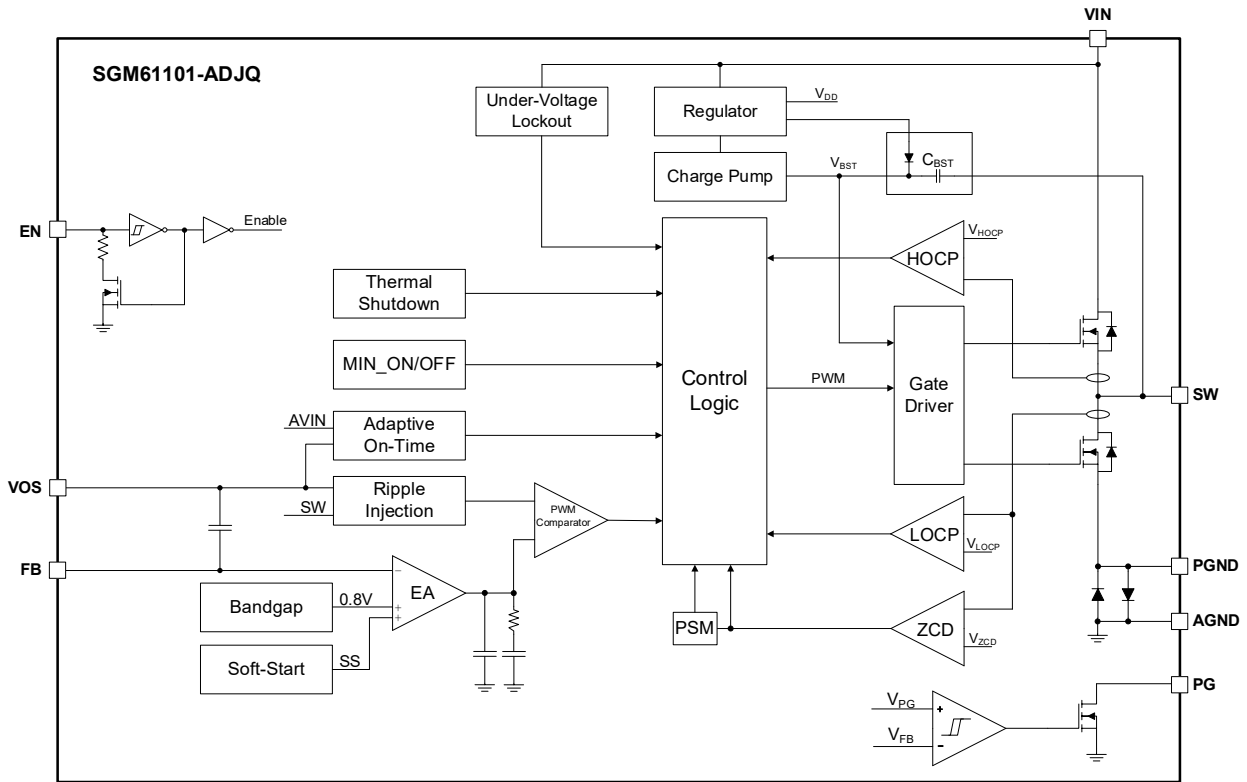 VIN
SGM61101-ADJQ
Under-Voltage
Lockout
Regulator
VDD
Charge Pump
VBST
CBST
EN
Enable
HOCP
VHOCP
Thermal
Shutdown
MIN_ON/OFF
Control
Logic
PWM
Gate
Driver
SW
AVIN
Adaptive
On-Time
VOS
SW
Ripple
Injection
PWM
Comparator
LOCP
VLOCP
FB
EA
Bandgap
0.8V
PSM
ZCD
VZCD
PGND
AGND
Soft-Start
SS
PG
VPG
VFB